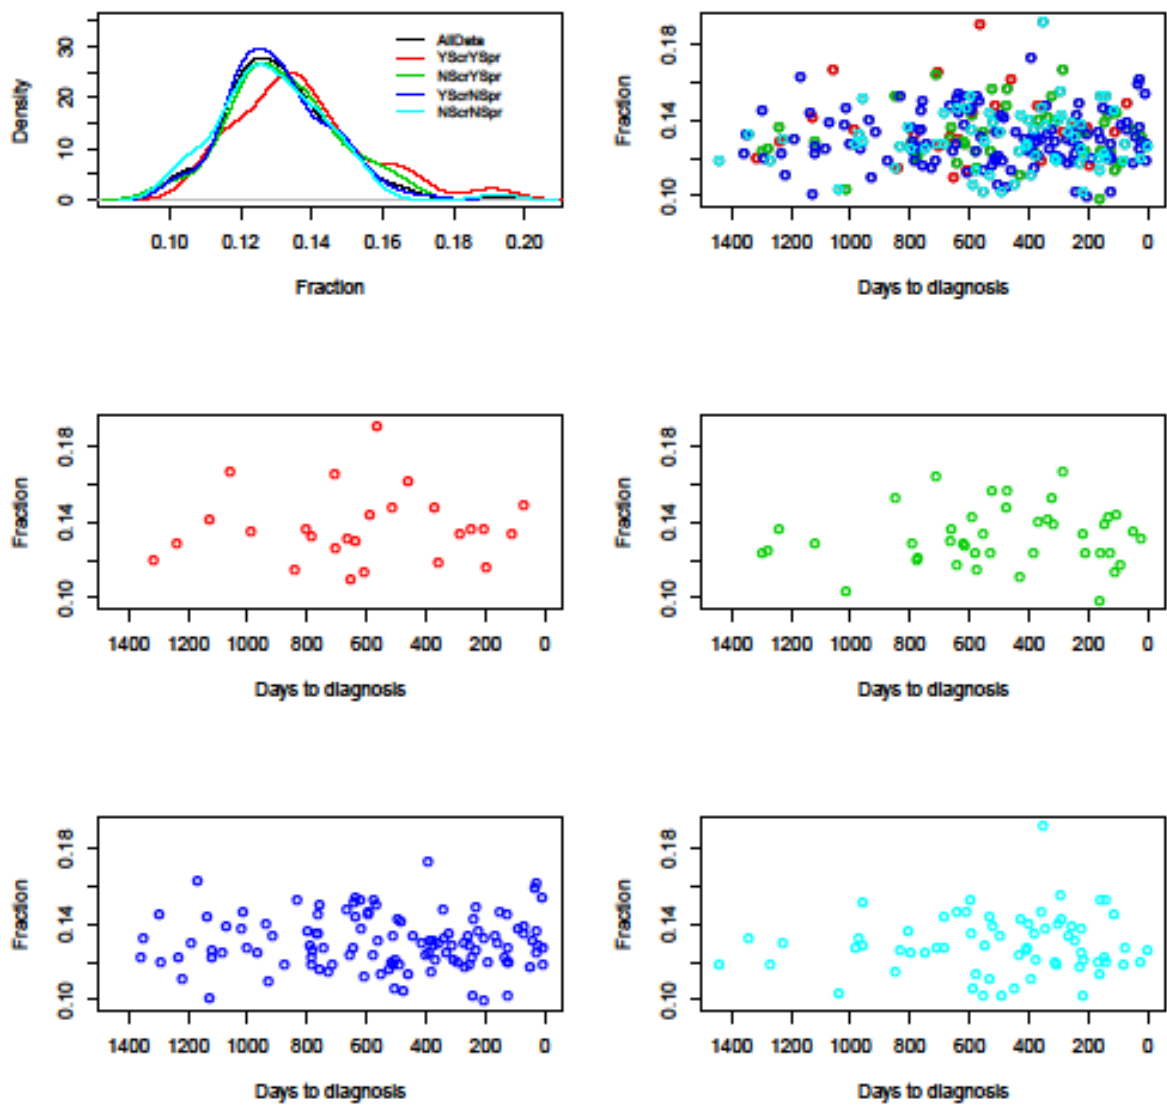 Density
30
20
10
0
0.10 0.12 0.14 0.16 0.18 0.20
Fraction
AllData
YScrYSpr
NScrYSpr
YScrNSpr
NScrNSpr
Fraction
0.18
0.14
0.10
1400 1200 1000 800 600 400 200 0
Days to diagnosis
Fraction
0.18
0.14
0.10
1400 1200 1000 800 600 400 200 0
Days to diagnosis
Fraction
0.18
0.14
0.10
1400 1200 1000 800 600 400 200 0
Days to diagnosis
Fraction
0.18
0.14
0.10
1400 1200 1000 800 600 400 200 0
Days to diagnosis
Fraction
0.18
0.14
0.10
1400 1200 1000 800 600 400 200 0
Days to diagnosis